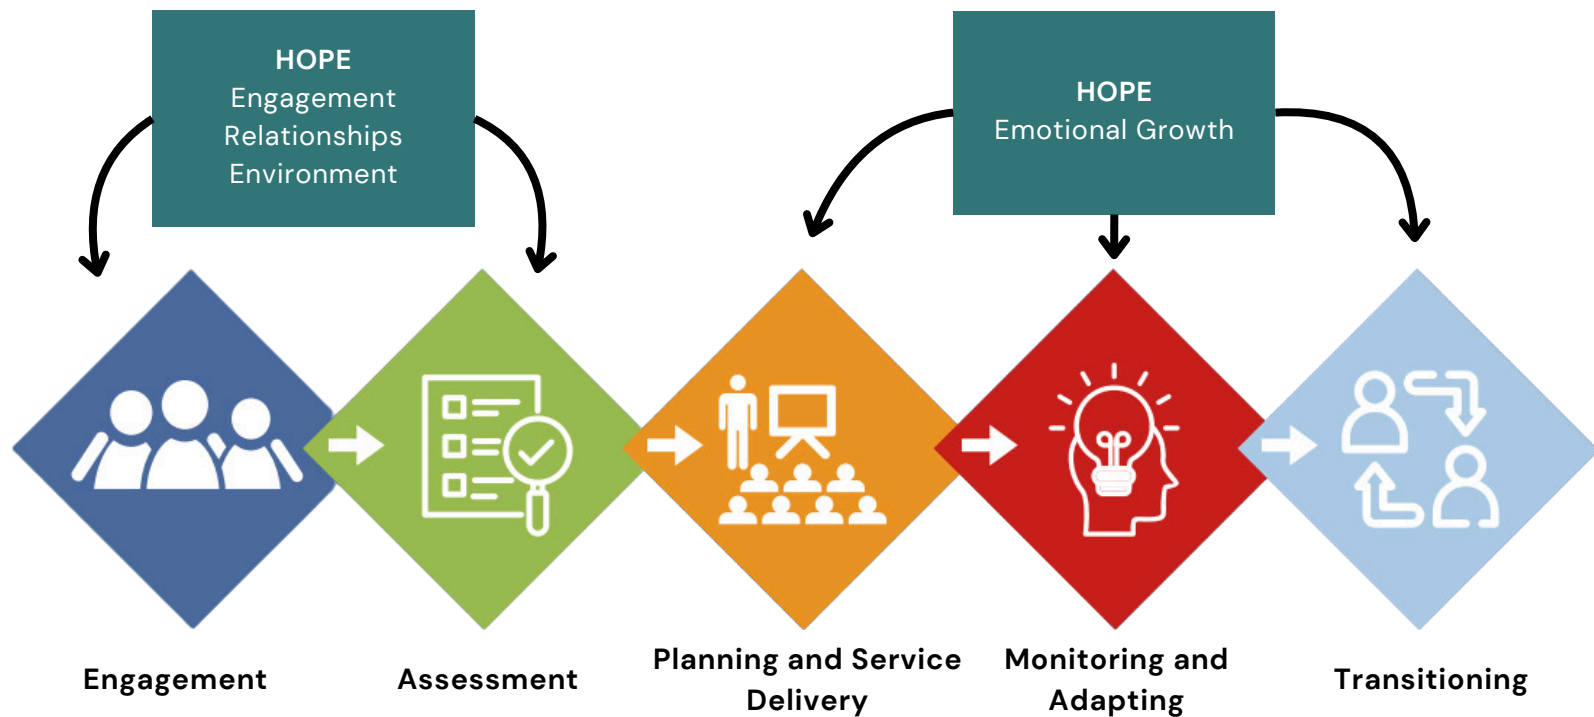 HOPE
Engagement
Relationships
Environment
HOPE
Emotional Growth
Engagement
Assessment
Planning and Service
Delivery
Monitoring and
Adapting
Transitioning